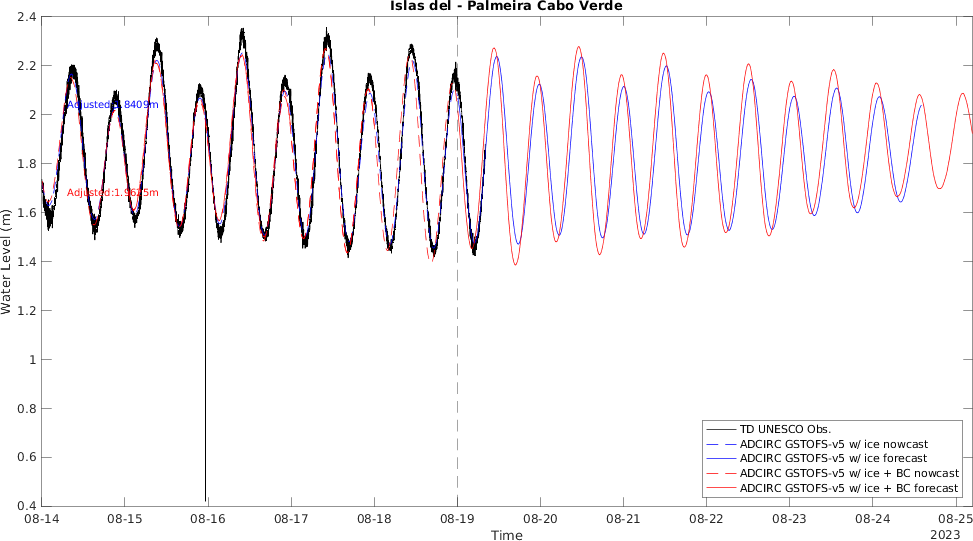 Islas del - Palmeira Cabo Verde
2.4
2.2
2
1.8
1.6
1.4
1.2
1
0.8
0.6
0.4
Water Level (m)
8409m
Adjusted:1.9615m
TD UNESCO Obs.
ADCIRC GSTOFS-v5 w/ ice nowcast
ADCIRC GSTOFS-v5 w/ ice forecast
ADCIRC GSTOFS-v5 w/ ice + BC nowcast
ADCIRC GSTOFS-v5 w/ ice + BC forecast
08-14 08-15 08-16 08-17 08-18 08-19 08-20 08-21 08-22 08-23 08-24 08-25
Time 2023